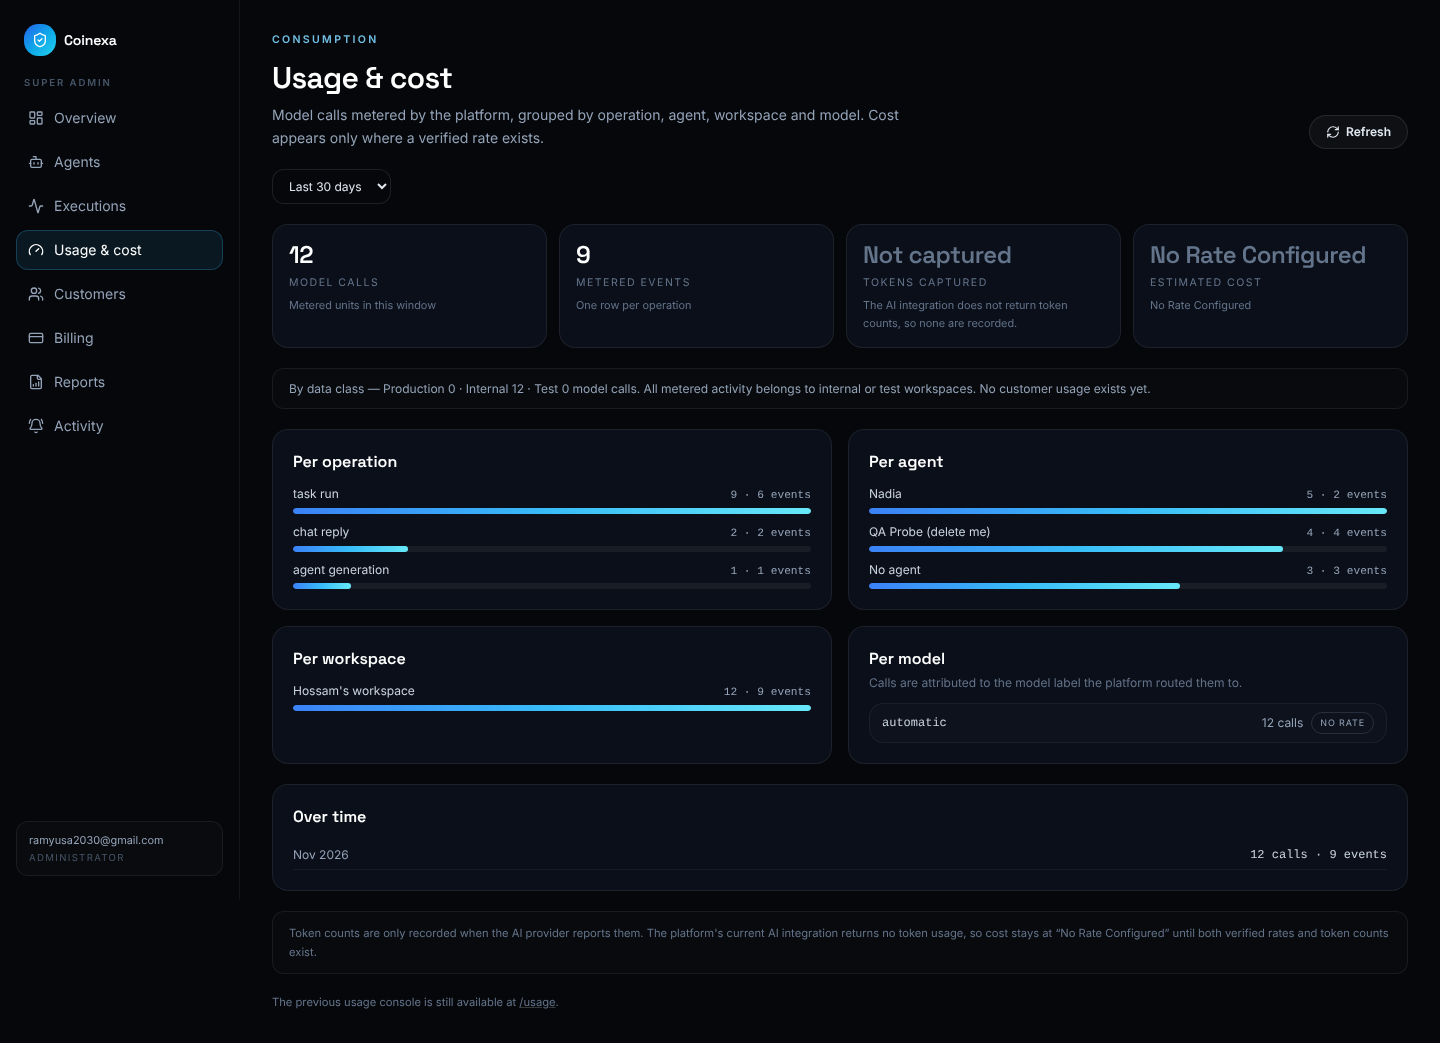 Coinexa
SUPER ADMIN
Overview
Agents
Executions
Usage & cost
Customers
Billing
Reports
Activity
ramyusa2030@gmail.com
ADMINISTRATOR
CONSUMPTION
Usage & cost
Model calls metered by the platform, grouped by operation, agent, workspace and model. Cost
appears only where a verified rate exists.
Refresh
Last 30 days
12
MODEL CALLS
Metered units in this window
9
METERED EVENTS
One row per operation
Not captured
TOKENS CAPTURED
The AI integration does not return token
counts, so none are recorded.
No Rate Configured
ESTIMATED COST
No Rate Configured
By data class — Production 0 · Internal 12 · Test 0 model calls. All metered activity belongs to internal or test workspaces. No customer usage exists yet.
Per operation
task run 9 · 6 events
chat reply 2 · 2 events
agent generation 1 · 1 events
Per agent
Nadia 5 · 2 events
QA Probe (delete me) 4 · 4 events
No agent 3 · 3 events
Per workspace
Hossam's workspace 12 · 9 events
Per model
Calls are attributed to the model label the platform routed them to.
automatic 12 calls NO RATE
Over time
Nov 2026 12 calls · 9 events
Token counts are only recorded when the AI provider reports them. The platform's current AI integration returns no token usage, so cost stays at “No Rate Configured” until both verified rates and token counts
exist.
The previous usage console is still available at /usage.